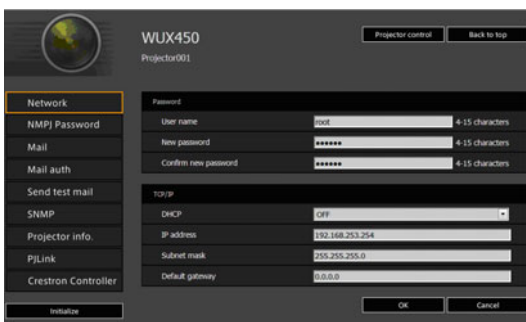 WUX450
Projector001
Projector control
Back to top
Network
NMPJ Password
Mail
Mail auth
Send test mail
SNMP
Projector info.
PJLink
Crestron Controller
Initialize
Password
User name root 4-15 characters
New password •••••• 4-15 characters
Confirm new password •••••• 4-15 characters
TCP/IP
DHCP OFF
IP address 192.168.253.254
Subnet mask 255.255.255.0
Default gateway 0.0.0.0
OK Cancel